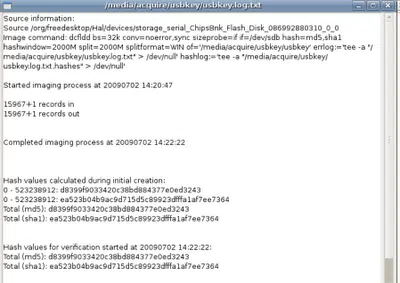 /media/acquire/usbkey/usbkey.log.txt
Source information:
Source /org/freedesktop/Hal/devices/storage_serial_ChipsBnk_Flash_Disk_086992880310_0_0
Image command: dcfldd bs=32k conv=noerror,sync sizeprobe=if if=/dev/sdb hash=md5,sha1
hashwindow=2000M split=2000M splitformat=WIN of='/media/acquire/usbkey/usbkey' errlog:="tee -a "/
media/acquire/usbkey/usbkey.log.txt" > /dev/null' hashlog:='tee -a "/media/acquire/usbkey/
usbkey.log.txt.hashes" > /dev/null'
Started imaging process at 20090702 14:20:47
15967+1 records in
15967+1 records out
Completed imaging process at 20090702 14:22:22
Hash values calculated during initial creation:
0 - 523238912: d8399f9033420c38bd884377e0ed3243
0 - 523238912: ea523b04b9ac9d715d5c89923dfffa1af7ee7364
Total (md5): d8399f9033420c38bd884377e0ed3243
Total (sha1): ea523b04b9ac9d715d5c89923dfffa1af7ee7364
Hash values for verification started at 20090702 14:22:22:
Total (md5): d8399f9033420c38bd884377e0ed3243
Total (sha1): ea523b04b9ac9d715d5c89923dfffa1af7ee7364